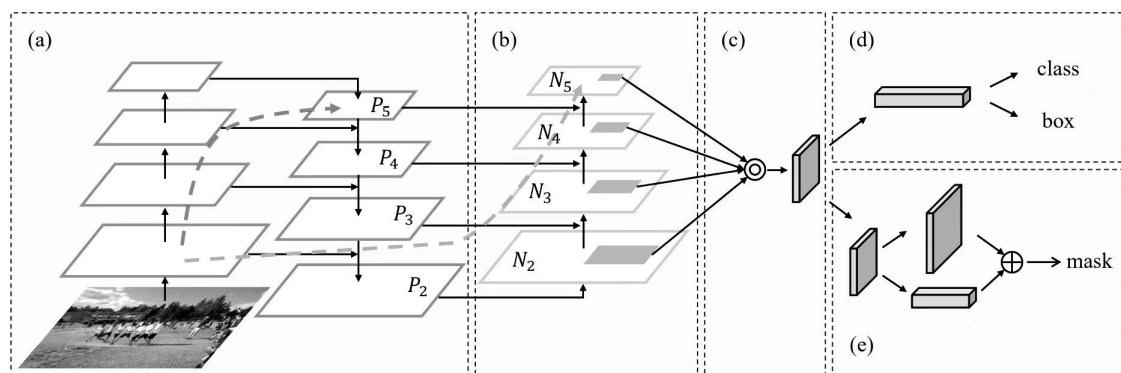 (a)
P5
P4
P3
P2
(b)
N5
N4
N3
N2
(c)
(d)
class
box
mask
(e)